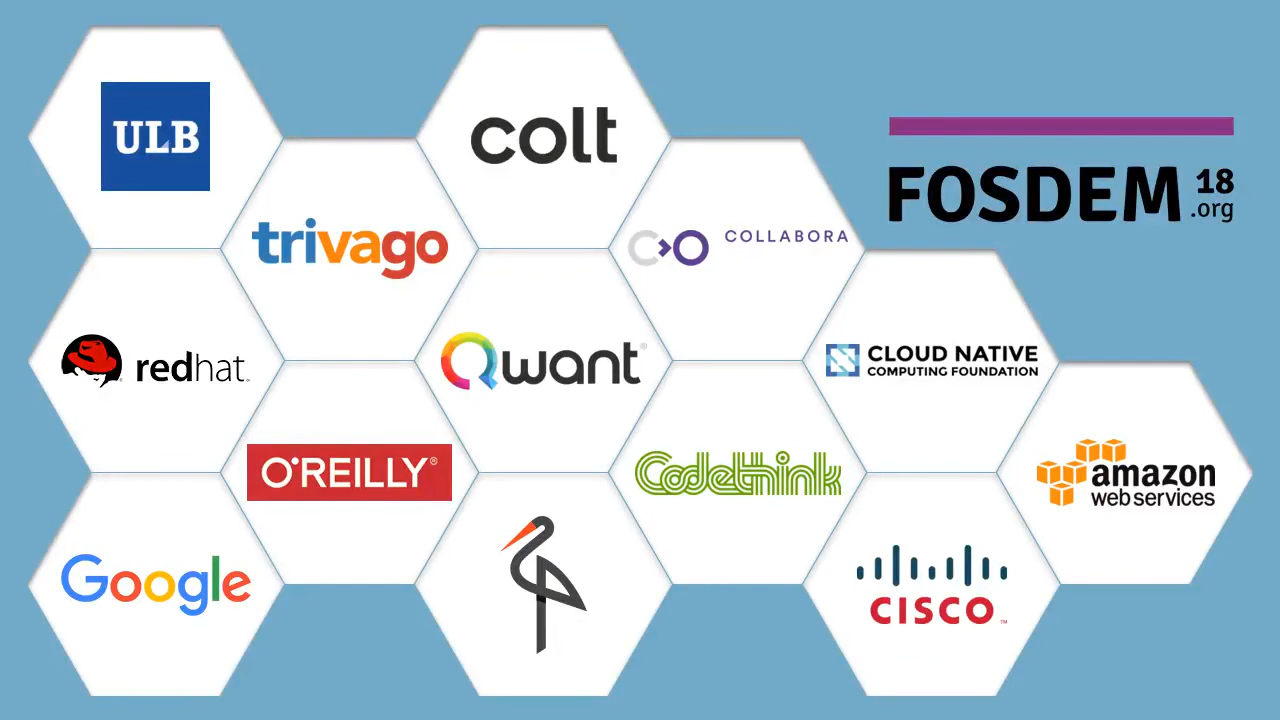 ULB
colt
FOSDEM 18
.org
trivago
COLLABORA
redhat.
Qwant®
CLOUD NATIVE
COMPUTING FOUNDATION
O'REILLY®
Codethink
amazon
web services
Google
CISCO™